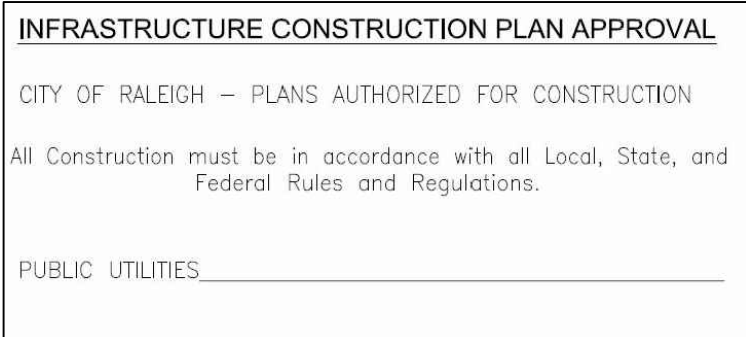 INFRASTRUCTURE CONSTRUCTION PLAN APPROVAL
CITY OF RALEIGH – PLANS AUTHORIZED FOR CONSTRUCTION
All Construction must be in accordance with all Local, State, and
Federal Rules and Regulations.
PUBLIC UTILITIES